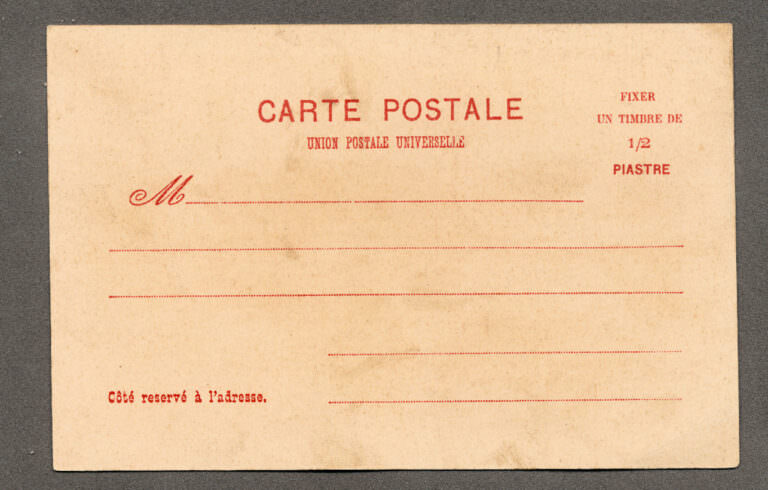 CARTE POSTALE
UNION POSTALE UNIVERSELLE
FIXER
UN TIMBRE DE
1/2
PIASTRE
M
Côté reservé à l'adresse.